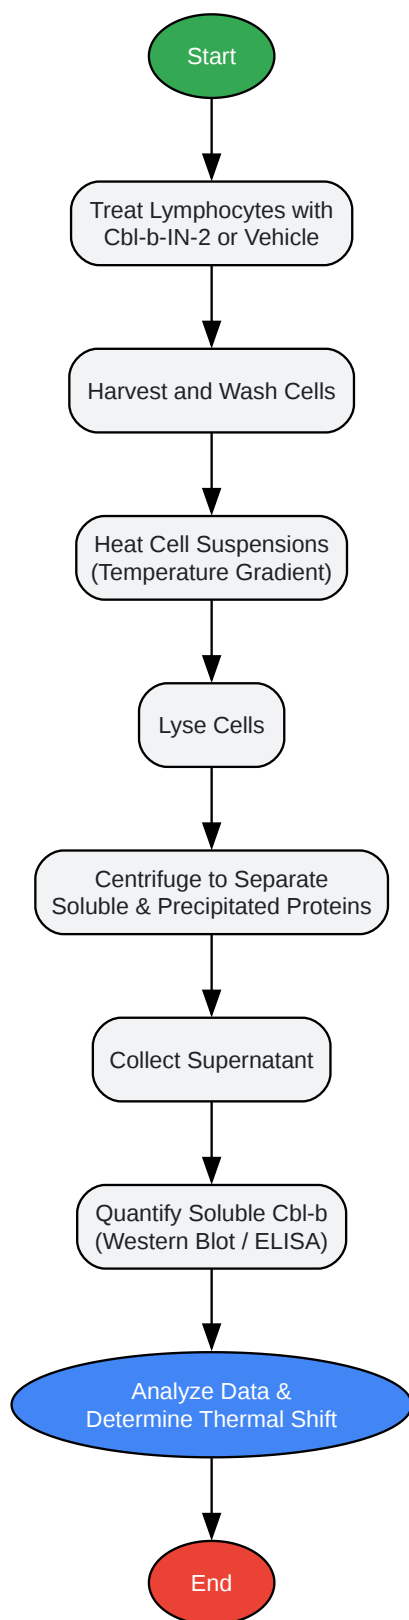 Start
Treat Lymphocytes with
Cbl-b-IN-2 or Vehicle
Harvest and Wash Cells
Heat Cell Suspensions
(Temperature Gradient)
Lyse Cells
Centrifuge to Separate
Soluble & Precipitated Proteins
Collect Supernatant
Quantify Soluble Cbl-b
(Western Blot / ELISA)
Analyze Data &
Determine Thermal Shift
End